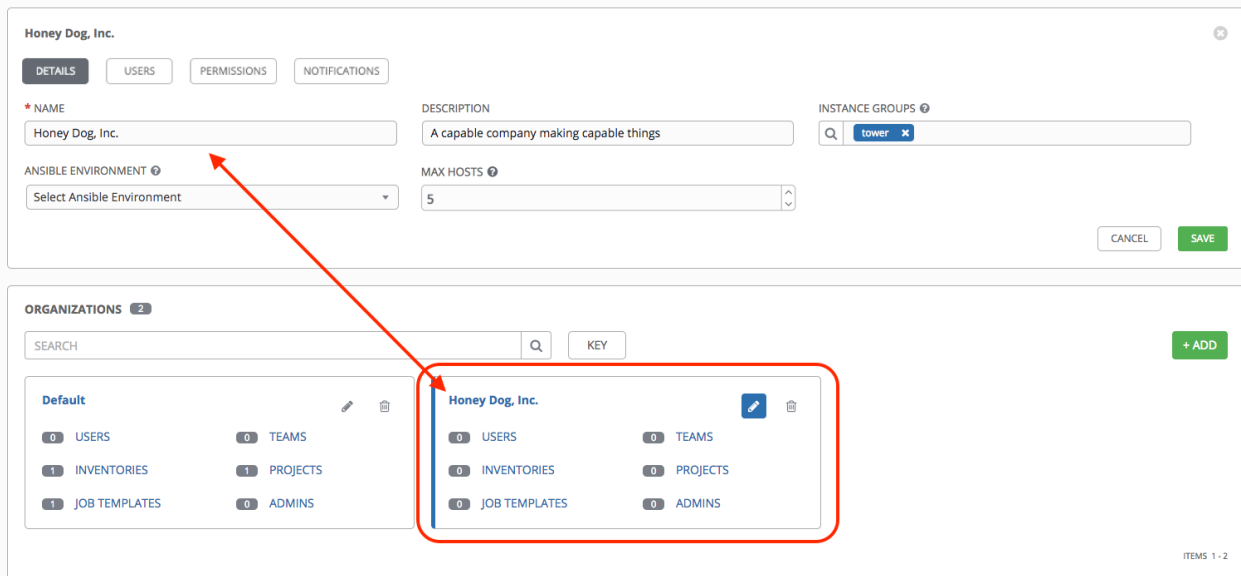 Honey Dog, Inc.
DETAILS USERS PERMISSIONS NOTIFICATIONS
* NAME DESCRIPTION INSTANCE GROUPS
Honey Dog, Inc. A capable company making capable things tower
ANSIBLE ENVIRONMENT MAX HOSTS
Select Ansible Environment 5
CANCEL SAVE
ORGANIZATIONS 2
SEARCH KEY + ADD
Default Honey Dog, Inc.
0 USERS 0 TEAMS 0 USERS 0 TEAMS
1 INVENTORIES 1 PROJECTS 0 INVENTORIES 0 PROJECTS
1 JOB TEMPLATES 0 ADMINS 0 JOB TEMPLATES 0 ADMINS
ITEMS 1 - 2